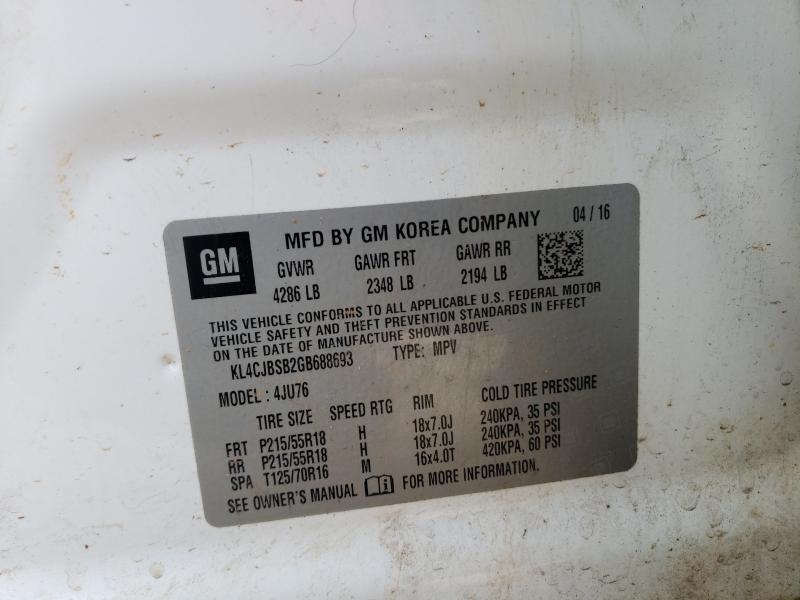 GM
MFD BY GM KOREA COMPANY 04/16
GVWR GAWR FRT GAWR RR
4286 LB 2348 LB 2194 LB
THIS VEHICLE CONFORMS TO ALL APPLICABLE U.S. FEDERAL MOTOR
VEHICLE SAFETY AND THEFT PREVENTION STANDARDS IN EFFECT
ON THE DATE OF MANUFACTURE SHOWN ABOVE.
KL4CJBSB2GB688693 TYPE: MPV
MODEL: 4JU76
TIRE SIZE SPEED RTG RIM COLD TIRE PRESSURE
FRT P215/55R18 H 18x7.0J 240KPA, 35 PSI
RR P215/55R18 H 18x7.0J 240KPA, 35 PSI
SPA T125/70R16 M 16x4.0T 420KPA, 60 PSI
SEE OWNER'S MANUAL FOR MORE INFORMATION.